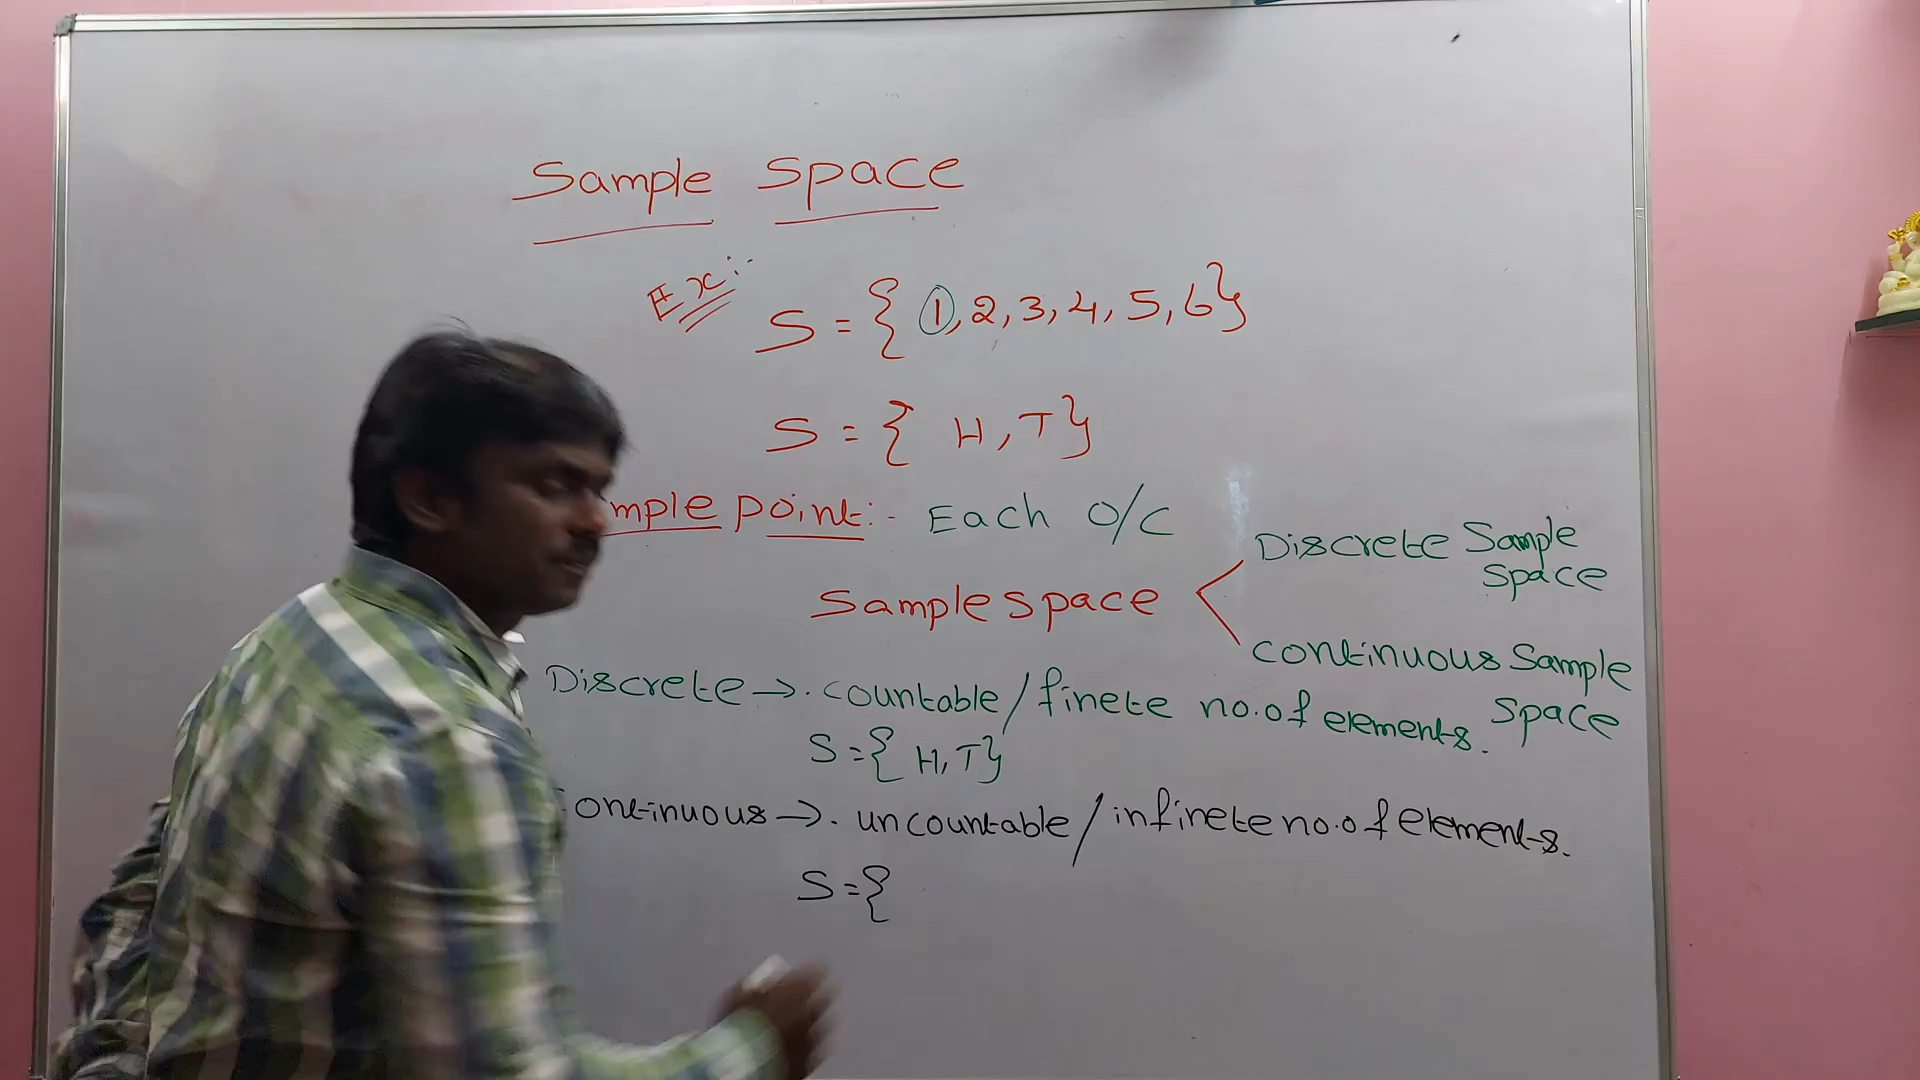 Sample Space
Ex:-
S = { 1, 2, 3, 4, 5, 6}
S = { H, T}
mple point:- Each O/C
Sample space < Discrete Sample space
Continuous Sample space
Discrete → . countable / finete no. of elements.
S = { H, T}
ontinuous → . uncountable / infinete no. of elements.
S = {